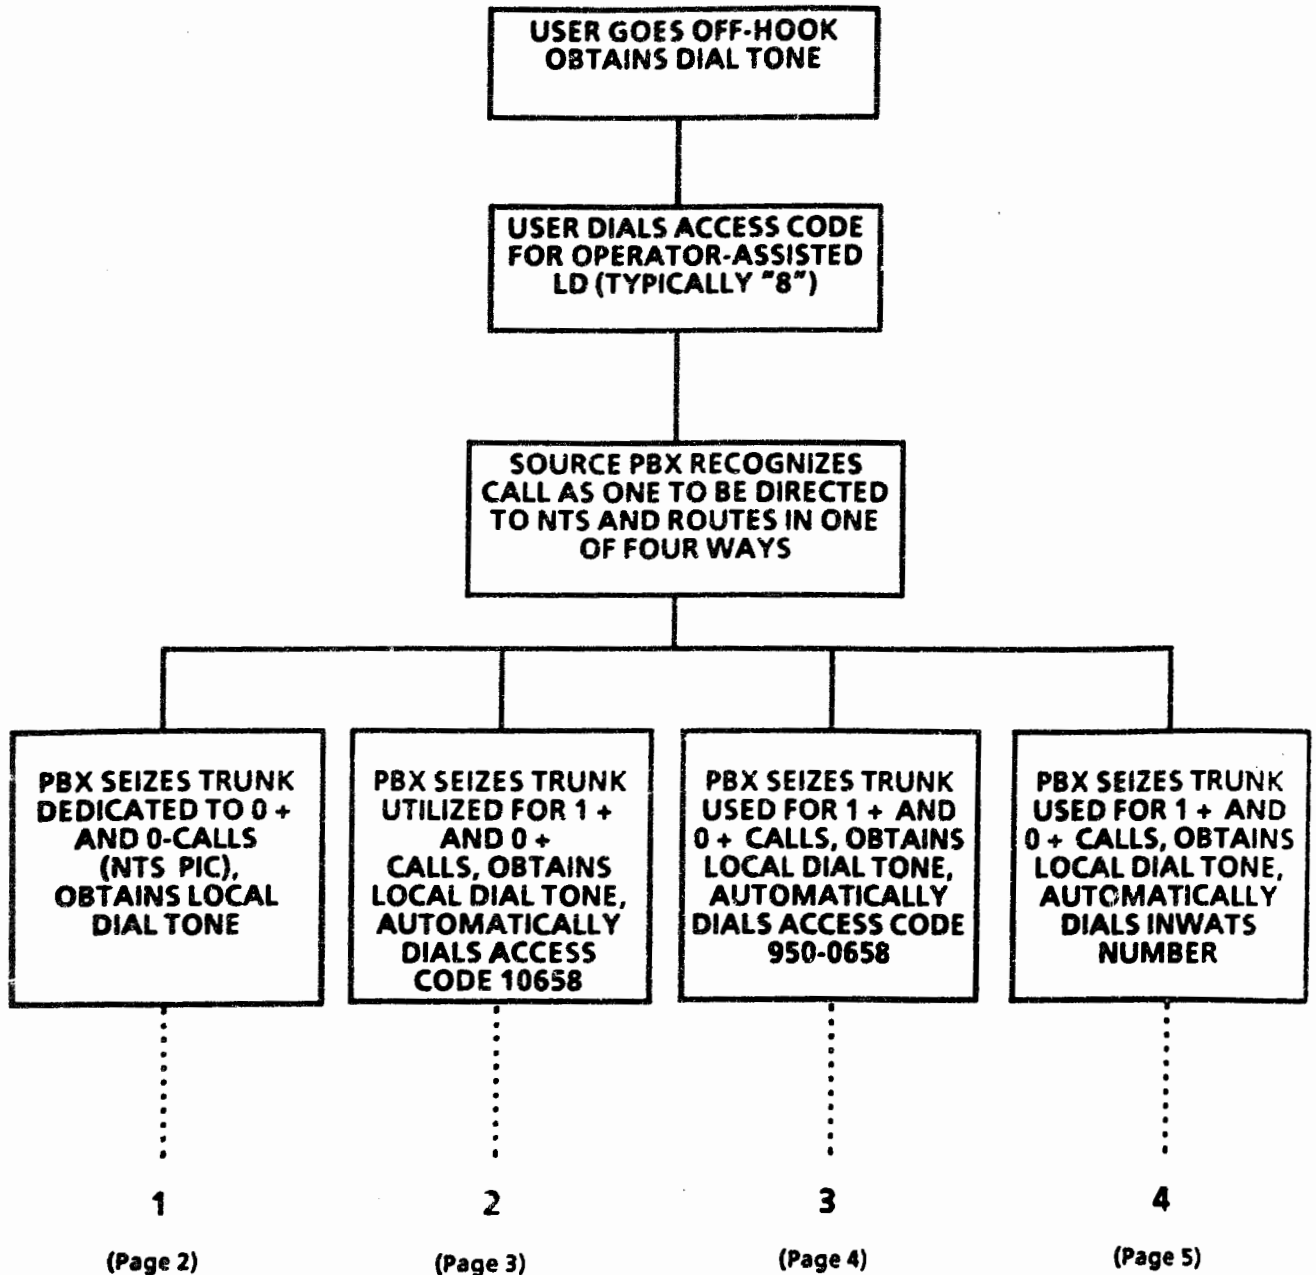 USER GOES OFF-HOOK
OBTAINS DIAL TONE
USER DIALS ACCESS CODE
FOR OPERATOR-ASSISTED
LD (TYPICALLY "8")
SOURCE PBX RECOGNIZES
CALL AS ONE TO BE DIRECTED
TO NTS AND ROUTES IN ONE
OF FOUR WAYS
PBX SEIZES TRUNK
DEDICATED TO 0 +
AND 0-CALLS
(NTS PIC),
OBTAINS LOCAL
DIAL TONE
PBX SEIZES TRUNK
UTILIZED FOR 1 +
AND 0 +
CALLS, OBTAINS
LOCAL DIAL TONE,
AUTOMATICALLY
DIALS ACCESS
CODE 10658
PBX SEIZES TRUNK
USED FOR 1 + AND
0 + CALLS, OBTAINS
LOCAL DIAL TONE,
AUTOMATICALLY
DIALS ACCESS CODE
950-0658
PBX SEIZES TRUNK
USED FOR 1 + AND
0 + CALLS, OBTAINS
LOCAL DIAL TONE,
AUTOMATICALLY
DIALS INWATS
NUMBER
1
2
3
4
(Page 2)
(Page 3)
(Page 4)
(Page 5)